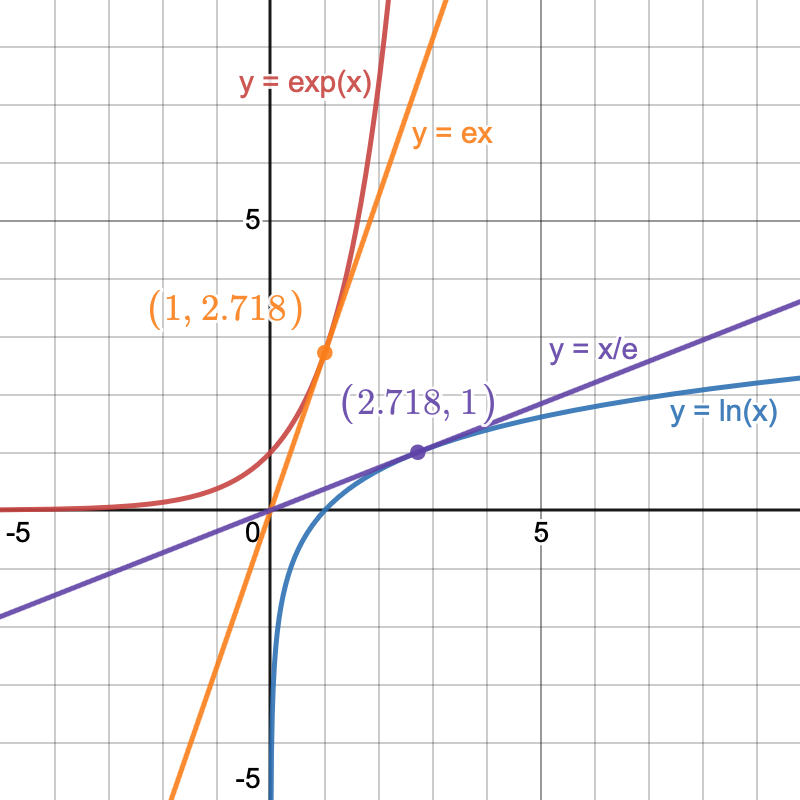 y = exp(x)
y = ex
5
(1, 2.718)
y = x/e
(2.718, 1)
y = ln(x)
-5
0
5
-5